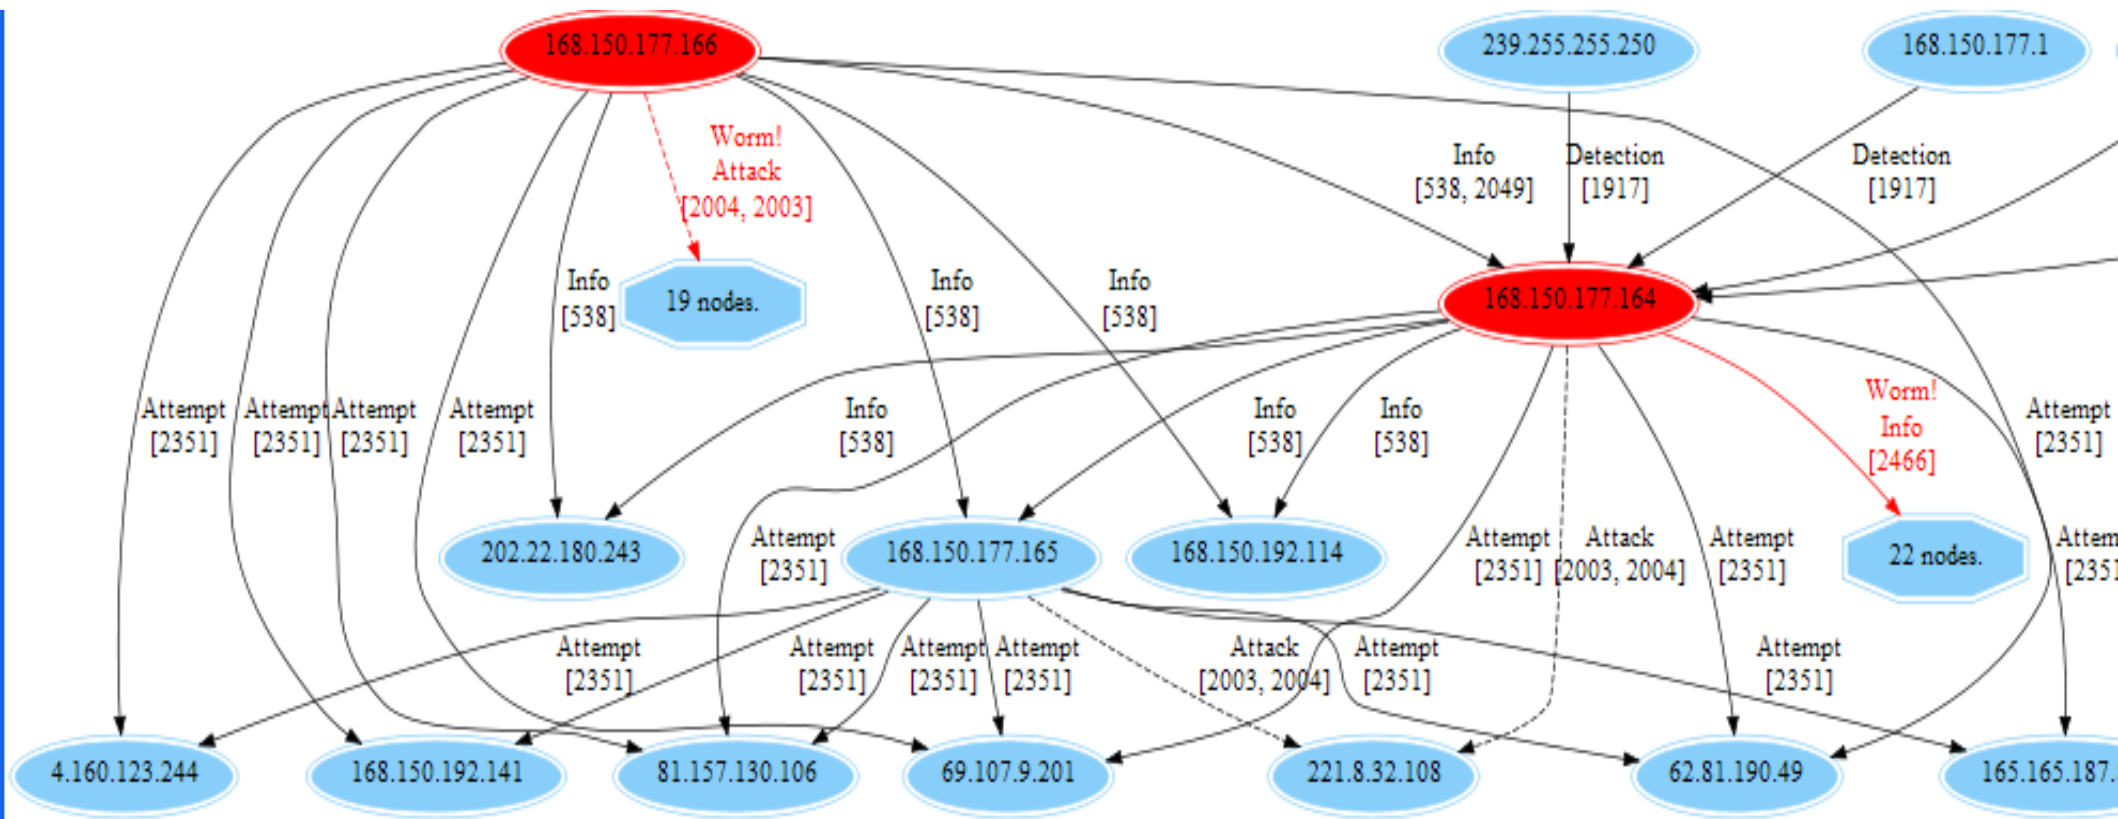 168.150.177.166
239.255.255.250
168.150.177.1
Worm!
Attack
[2004, 2003]
Info
[538, 2049]
Detection
[1917]
Detection
[1917]
19 nodes.
168.150.177.164
Info
[538]
Info
[538]
Info
[538]
Attempt
[2351]
Attempt
[2351]
Attempt
[2351]
Attempt
[2351]
Info
[538]
Info
[538]
Info
[538]
Worm!
Info
[2466]
Attempt
[2351]
202.22.180.243
Attempt
[2351]
168.150.177.165
168.150.192.114
Attempt
[2351]
Attack
[2003, 2004]
Attempt
[2351]
22 nodes.
Attem
[2351
Attempt
[2351]
Attempt
[2351]
Attempt
[2351]
Attempt
[2351]
Attack
[2003, 2004]
Attempt
[2351]
Attempt
[2351]
4.160.123.244
168.150.192.141
81.157.130.106
69.107.9.201
221.8.32.108
62.81.190.49
165.165.187.